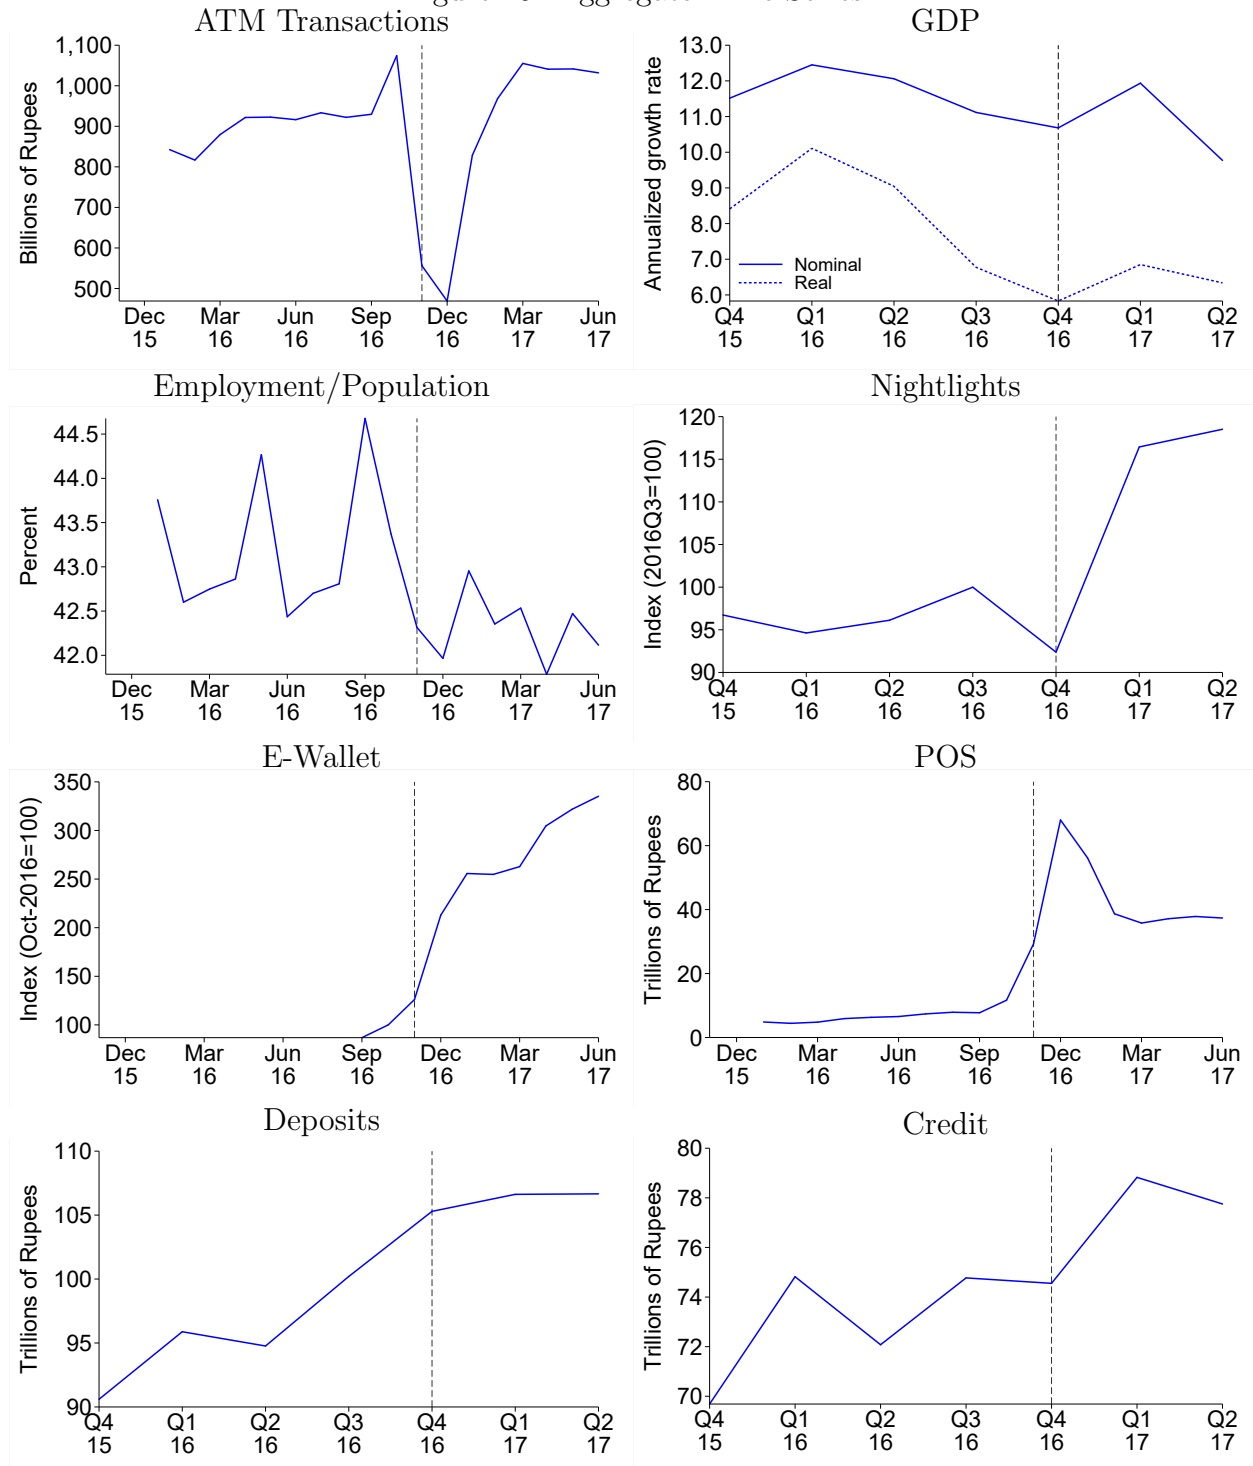 ATM Transactions
Billions of Rupees
1,100
1,000
900
800
700
600
500
Dec 15
Mar 16
Jun 16
Sep 16
Dec 16
Mar 17
Jun 17
GDP
Annualized growth rate
13.0
12.0
11.0
10.0
9.0
8.0
7.0
6.0
Nominal
Real
Q4 15
Q1 16
Q2 16
Q3 16
Q4 16
Q1 17
Q2 17
Employment/Population
Percent
44.5
44.0
43.5
43.0
42.5
42.0
Dec 15
Mar 16
Jun 16
Sep 16
Dec 16
Mar 17
Jun 17
Nightlights
Index (2016Q3=100)
120
115
110
105
100
95
90
Q4 15
Q1 16
Q2 16
Q3 16
Q4 16
Q1 17
Q2 17
E-Wallet
Index (Oct-2016=100)
350
300
250
200
150
100
Dec 15
Mar 16
Jun 16
Sep 16
Dec 16
Mar 17
Jun 17
POS
Trillions of Rupees
80
60
40
20
0
Dec 15
Mar 16
Jun 16
Sep 16
Dec 16
Mar 17
Jun 17
Deposits
Trillions of Rupees
110
105
100
95
90
Q4 15
Q1 16
Q2 16
Q3 16
Q4 16
Q1 17
Q2 17
Credit
Trillions of Rupees
80
78
76
74
72
70
Q4 15
Q1 16
Q2 16
Q3 16
Q4 16
Q1 17
Q2 17